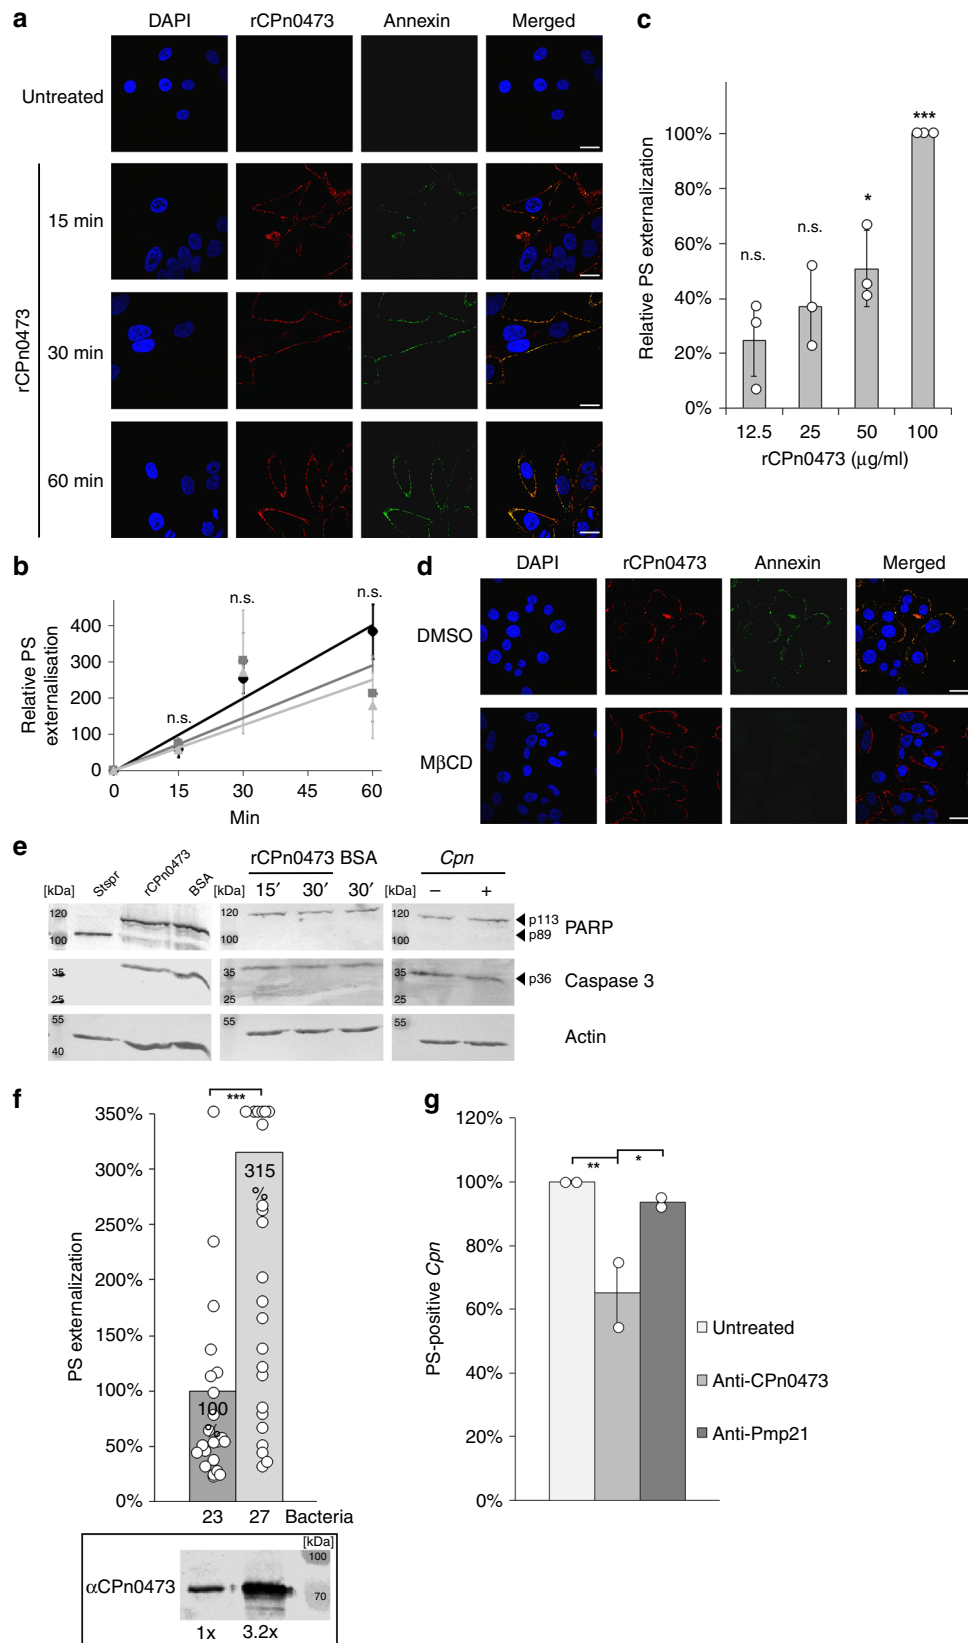 a
DAPI rCPn0473 Annexin Merged
Untreated
rCPn0473
15 min
30 min
60 min
c
Relative PS externalization
100%
80%
60%
40%
20%
0%
n.s.
n.s.
*
***
12.5 25 50 100
rCPn0473 (μg/ml)
b
Relative PS
externalisation
400
300
200
100
0
n.s.
n.s.
n.s.
0 15 30 45 60
Min
d
DAPI rCPn0473 Annexin Merged
DMSO
MβCD
e
[kDa] Stspr rCPn0473 BSA
120
100
35
25
55
40
rCPn0473 BSA
[kDa] 15′ 30′ 30′
120
100
35
25
55
Cpn
[kDa] – +
120
100
35
25
55
p113
p89
PARP
p36
Caspase 3
Actin
f
PS externalization
350%
300%
250%
200%
150%
100%
50%
0%
***
100
%
315
%
23 27 Bacteria
[kDa]
100
70
αCPn0473
1x 3.2x
g
PS-positive Cpn
120%
100%
80%
60%
40%
20%
0%
**
*
Untreated
Anti-CPn0473
Anti-Pmp21